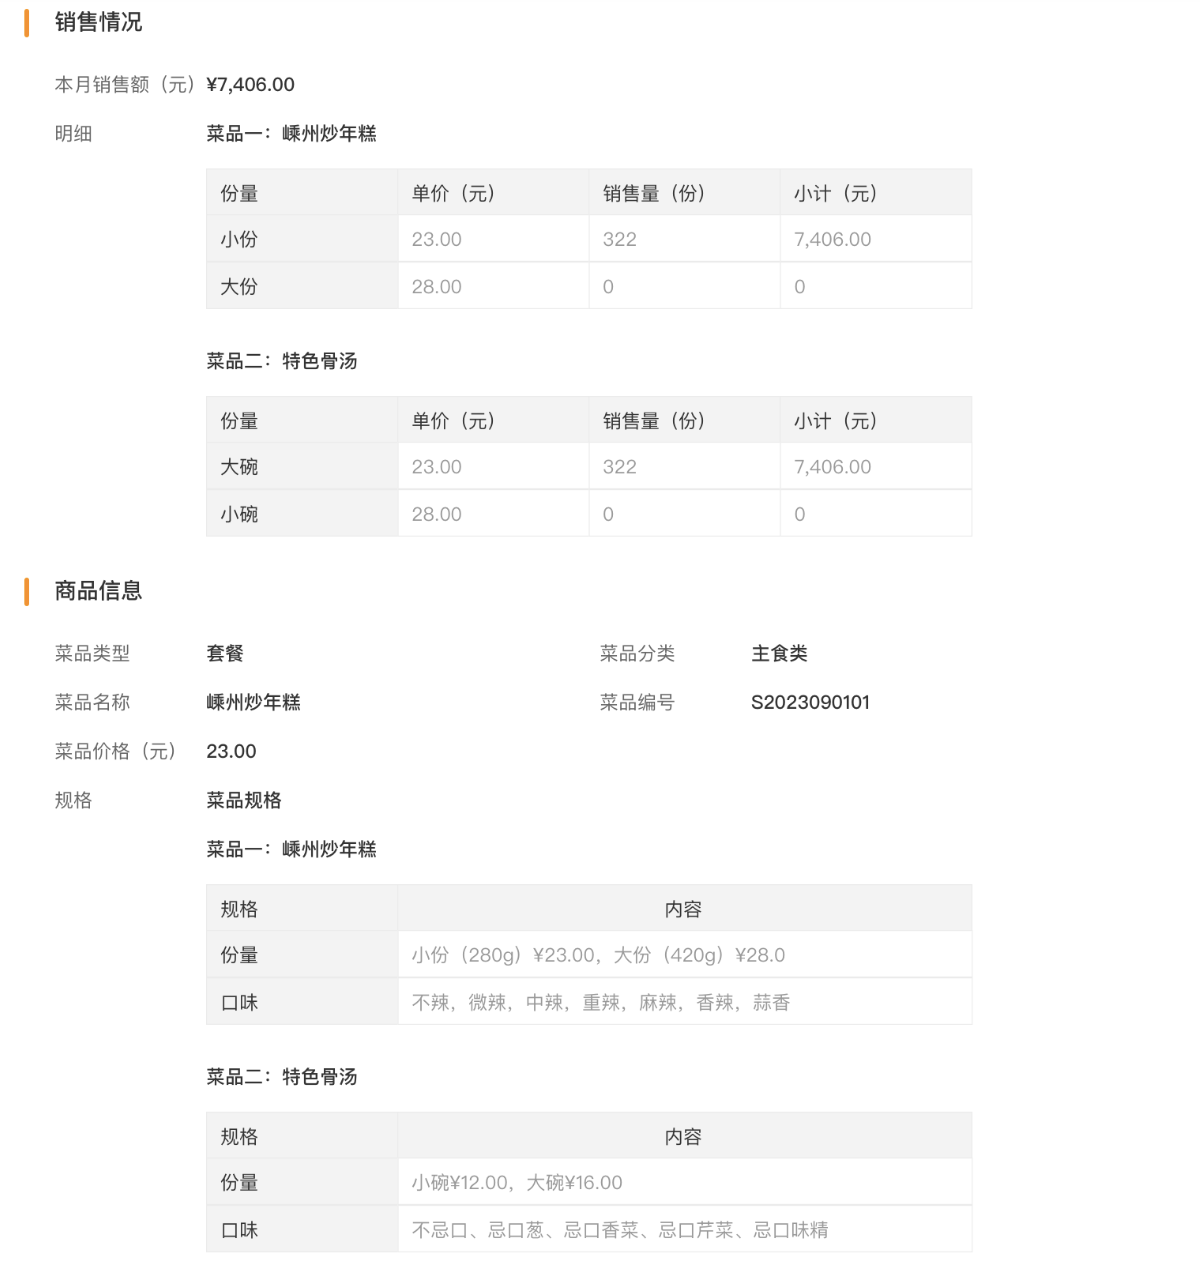 销售情况
本月销售额（元） ¥7,406.00
明细 菜品一：嵊州炒年糕
份量 单价（元） 销售量（份） 小计（元）
小份 23.00 322 7,406.00
大份 28.00 0 0
菜品二：特色骨汤
份量 单价（元） 销售量（份） 小计（元）
大碗 23.00 322 7,406.00
小碗 28.00 0 0
商品信息
菜品类型 套餐 菜品分类 主食类
菜品名称 嵊州炒年糕 菜品编号 S2023090101
菜品价格（元） 23.00
规格 菜品规格
菜品一：嵊州炒年糕
规格 内容
份量 小份（280g）¥23.00，大份（420g）¥28.0
口味 不辣，微辣，中辣，重辣，麻辣，香辣，蒜香
菜品二：特色骨汤
规格 内容
份量 小碗¥12.00，大碗¥16.00
口味 不忌口、忌口葱、忌口香菜、忌口芹菜、忌口味精